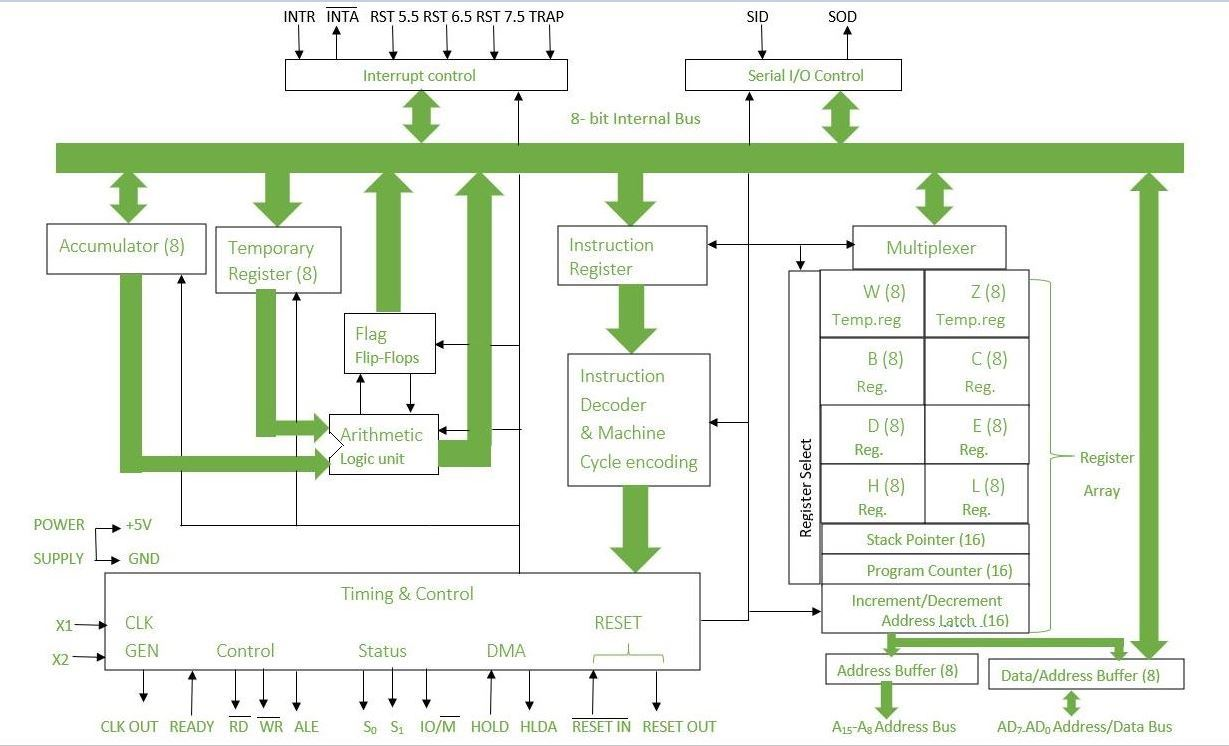 INTR INTA RST 5.5 RST 6.5 RST 7.5 TRAP
SID SOD
Interrupt control
Serial I/O Control
8- bit Internal Bus
Accumulator (8)
Temporary
Register (8)
Flag
Flip-Flops
Arithmetic
Logic unit
Instruction
Register
Instruction
Decoder
& Machine
Cycle encoding
Multiplexer
Register Select
W (8)
Temp.reg
Z (8)
Temp.reg
B (8)
Reg.
C (8)
Reg.
D (8)
Reg.
E (8)
Reg.
H (8)
Reg.
L (8)
Reg.
Stack Pointer (16)
Program Counter (16)
Increment/Decrement
Address Latch (16)
Register
Array
POWER +5V
SUPPLY GND
Timing & Control
X1 CLK
X2 GEN
Control
Status
DMA
RESET
Address Buffer (8)
Data/Address Buffer (8)
CLK OUT READY RD WR ALE S₀ S₁ IO/M HOLD HLDA RESET IN RESET OUT
A₁₅-A₈ Address Bus
AD₇-AD₀ Address/Data Bus